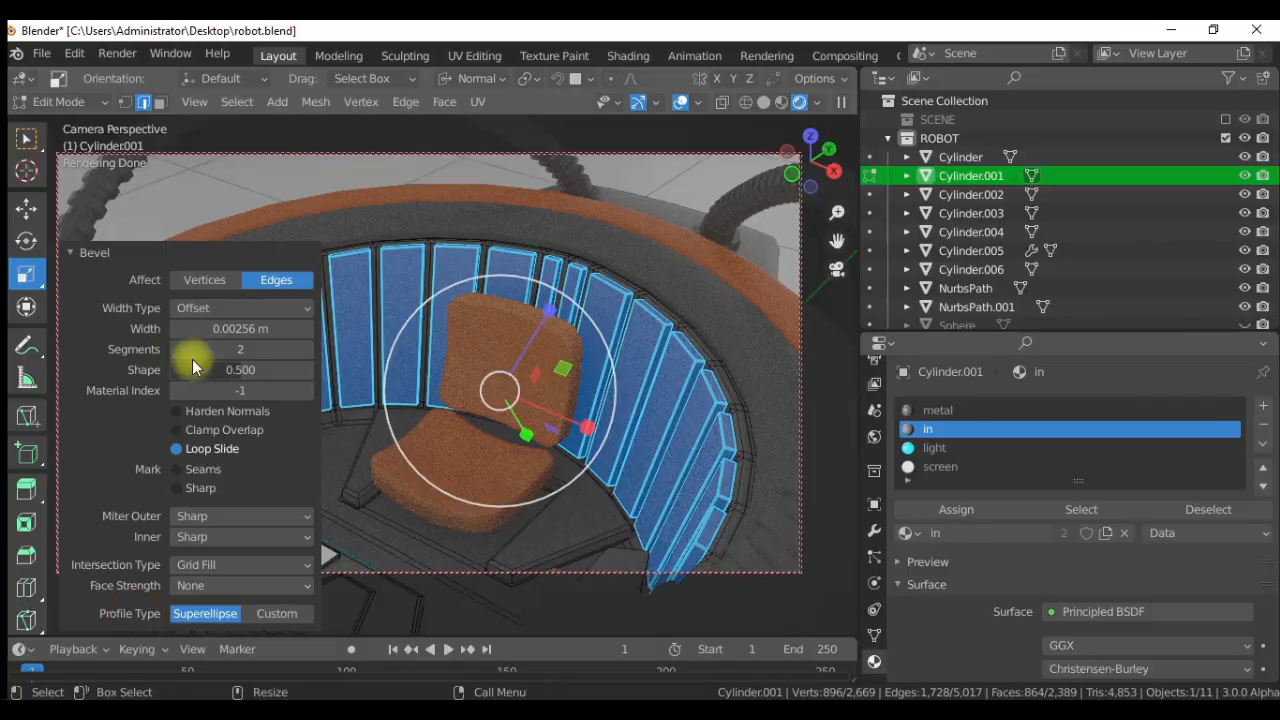 Blender* [C:\Users\Administrator\Desktop\robot.blend]
File Edit Render Window Help Layout Modeling Sculpting UV Editing Texture Paint Shading Animation Rendering Compositing Scene View Layer
Orientation: Default Drag: Select Box Normal X Y Z Options
Edit Mode View Select Add Mesh Vertex Edge Face UV
Camera Perspective
(1) Cylinder.001
Rendering Done
Z
Y
X
Bevel
Affect Vertices Edges
Width Type Offset
Width 0.00256 m
Segments 2
Shape 0.500
Material Index -1
Harden Normals
Clamp Overlap
Loop Slide
Mark Seams
Sharp
Miter Outer Sharp
Inner Sharp
Intersection Type Grid Fill
Face Strength None
Profile Type Superellipse Custom
Scene Collection
SCENE
ROBOT
Cylinder
Cylinder.001
Cylinder.002
Cylinder.003
Cylinder.004
Cylinder.005
Cylinder.006
NurbsPath
NurbsPath.001
Sphere
Cylinder.001 in
metal
in
light
screen
Assign Select Deselect
in 2 Data
Preview
Surface
Surface Principled BSDF
GGX
Christensen-Burley
Playback Keying View Marker 1 Start 1 End 250
1 50 100 150 200 250
Select Box Select Resize Call Menu Cylinder.001 | Verts:896/2,669 | Edges:1,728/5,017 | Faces:864/2,389 | Tris:4,853 | Objects:1/11 | 3.0.0 Alpha